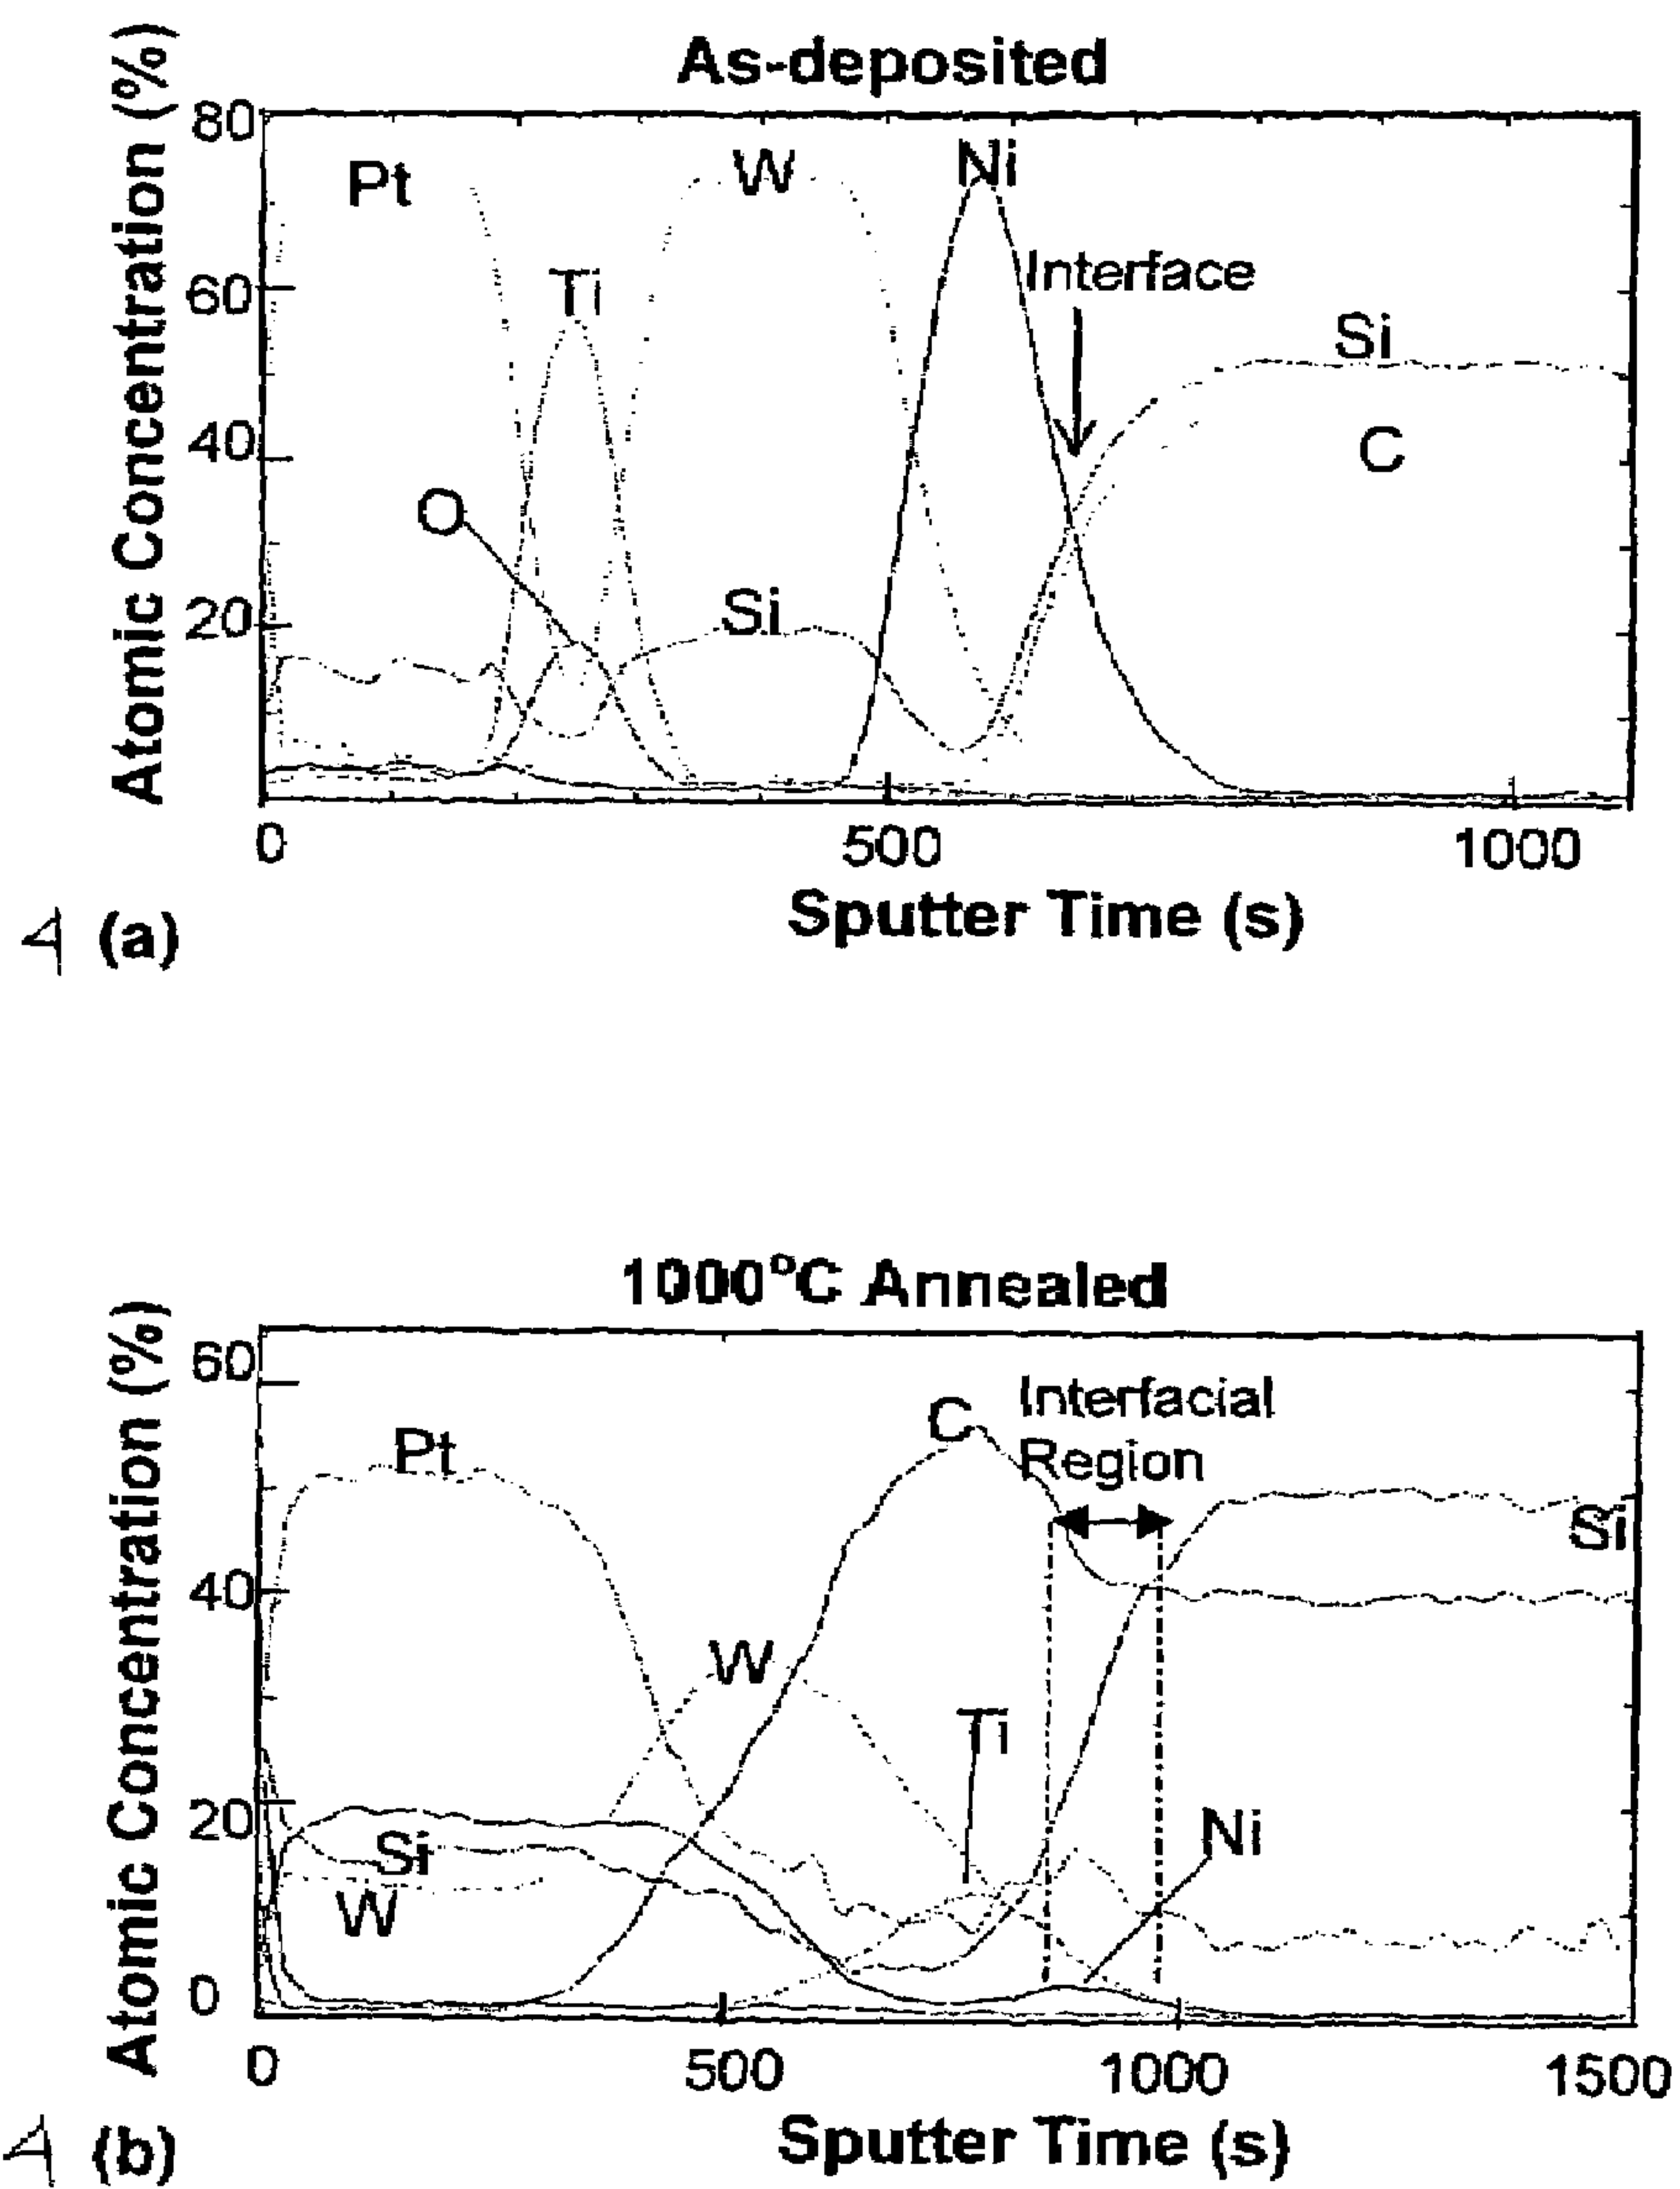 As-deposited
Atomic Concentration (%)
80
60
40
20
Pt
W
Ni
Ti
Interface
Si
C
O
Si
0
500
1000
Sputter Time (s)
4 (a)
1000°C Annealed
Atomic Concentration (%)
60
40
20
0
C
Interfacial
Region
Pt
Si
W
Ti
Ni
Si
W
0
500
1000
1500
Sputter Time (s)
4 (b)